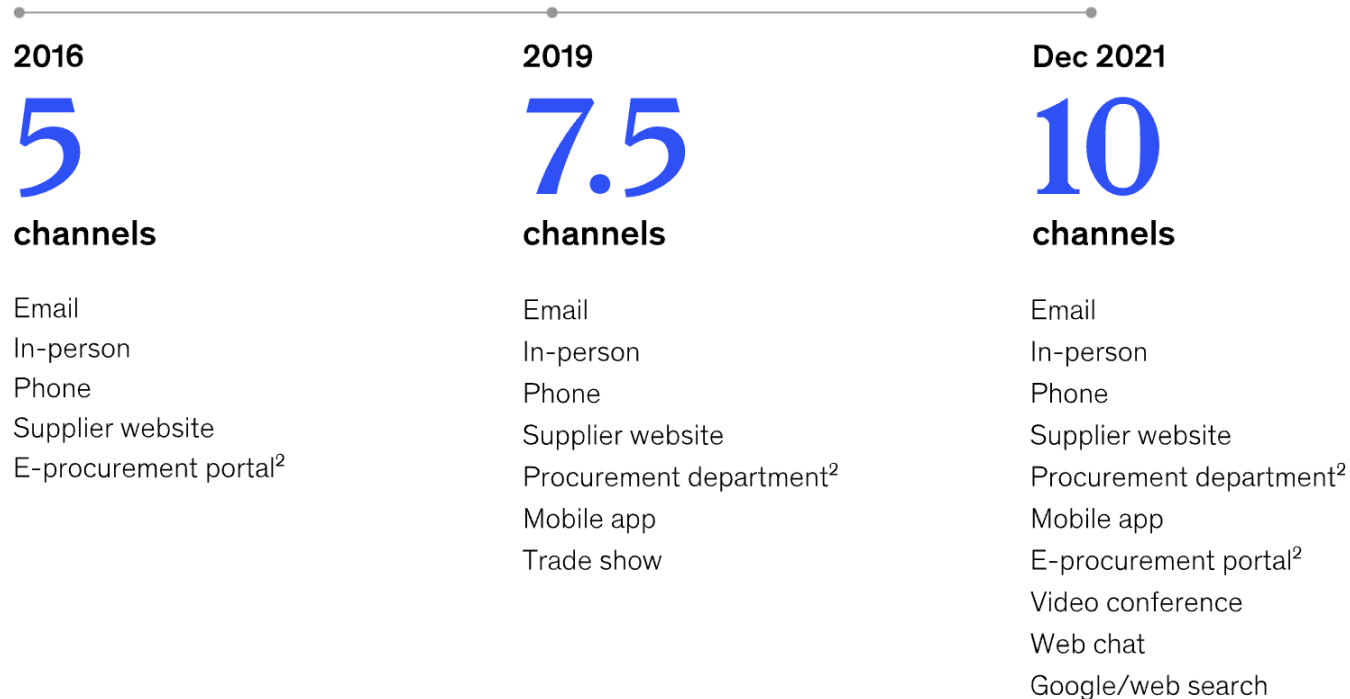 2016
5
channels
Email
In-person
Phone
Supplier website
E-procurement portal²
2019
7.5
channels
Email
In-person
Phone
Supplier website
Procurement department²
Mobile app
Trade show
Dec 2021
10
channels
Email
In-person
Phone
Supplier website
Procurement department²
Mobile app
E-procurement portal²
Video conference
Web chat
Google/web search